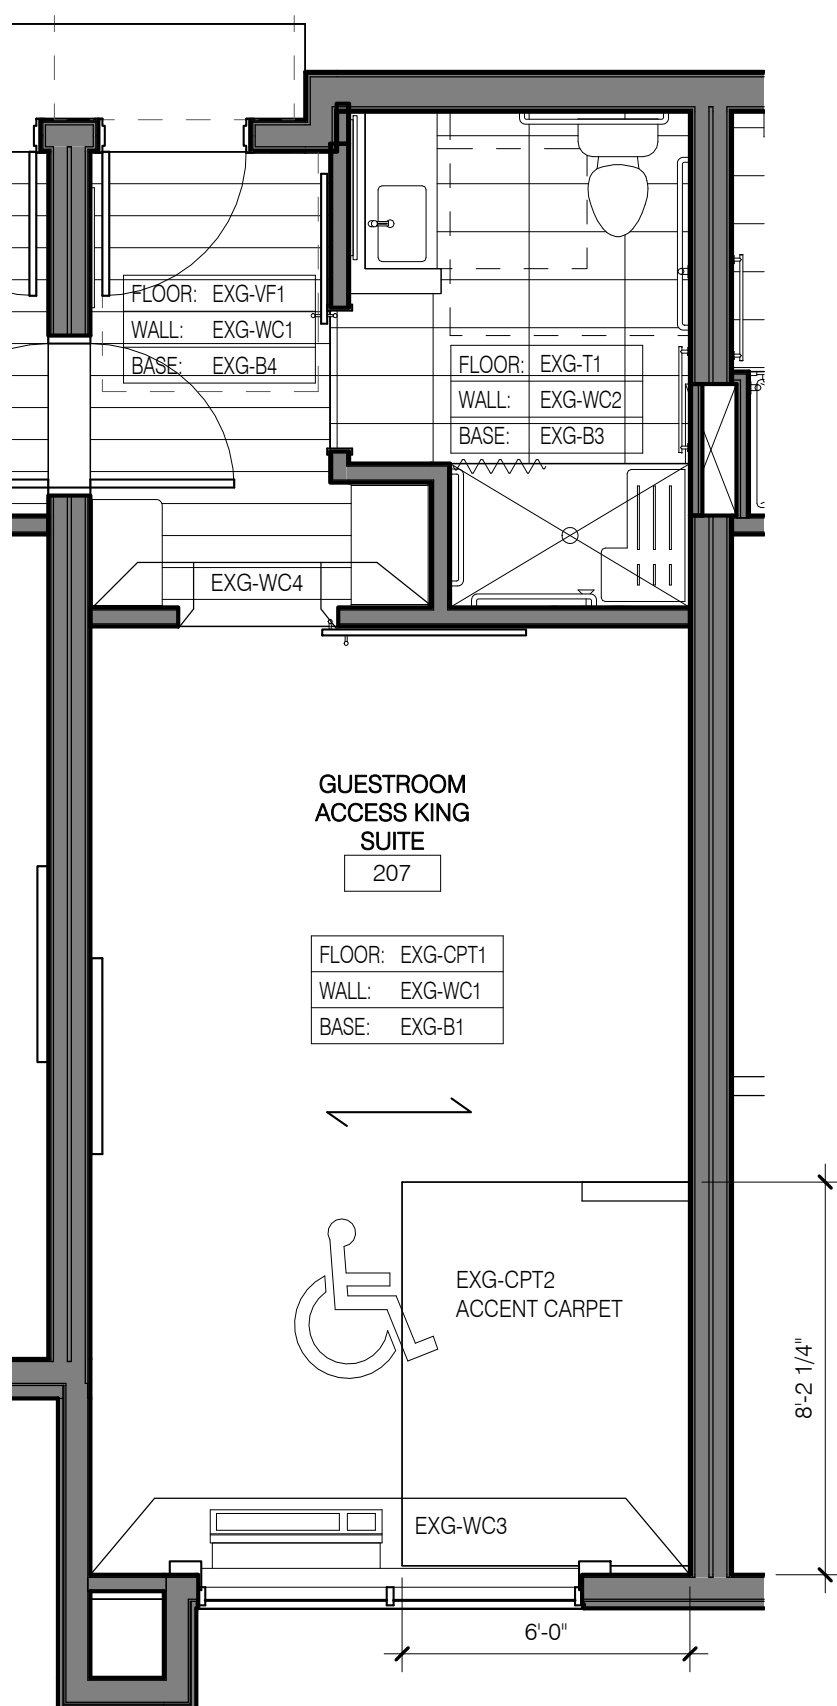 FLOOR: EXG-VF1
WALL: EXG-WC1
BASE: EXG-B4
FLOOR: EXG-T1
WALL: EXG-WC2
BASE: EXG-B3
EXG-WC4
GUESTROOM
ACCESS KING
SUITE
207
FLOOR: EXG-CPT1
WALL: EXG-WC1
BASE: EXG-B1
EXG-CPT2
ACCENT CARPET
8'-2 1/4"
EXG-WC3
6'-0"